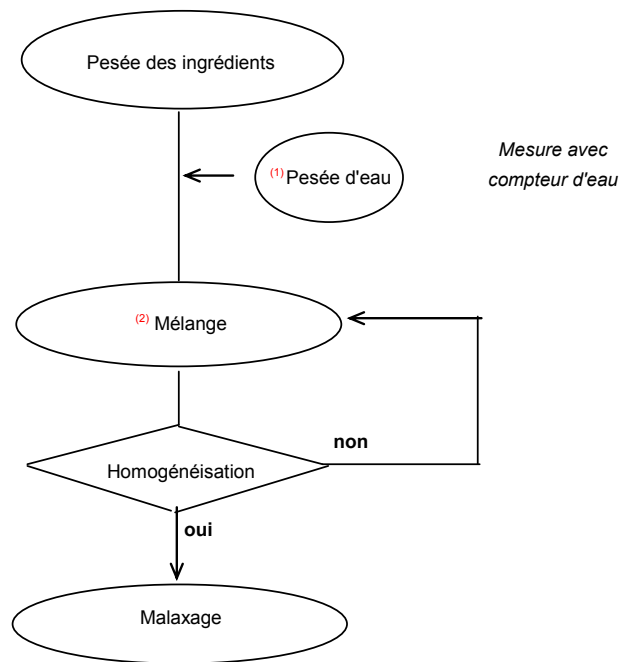 Pesée des ingrédients
(1) Pesée d'eau
Mesure avec
compteur d'eau
(2) Mélange
non
Homogénéisation
oui
Malaxage